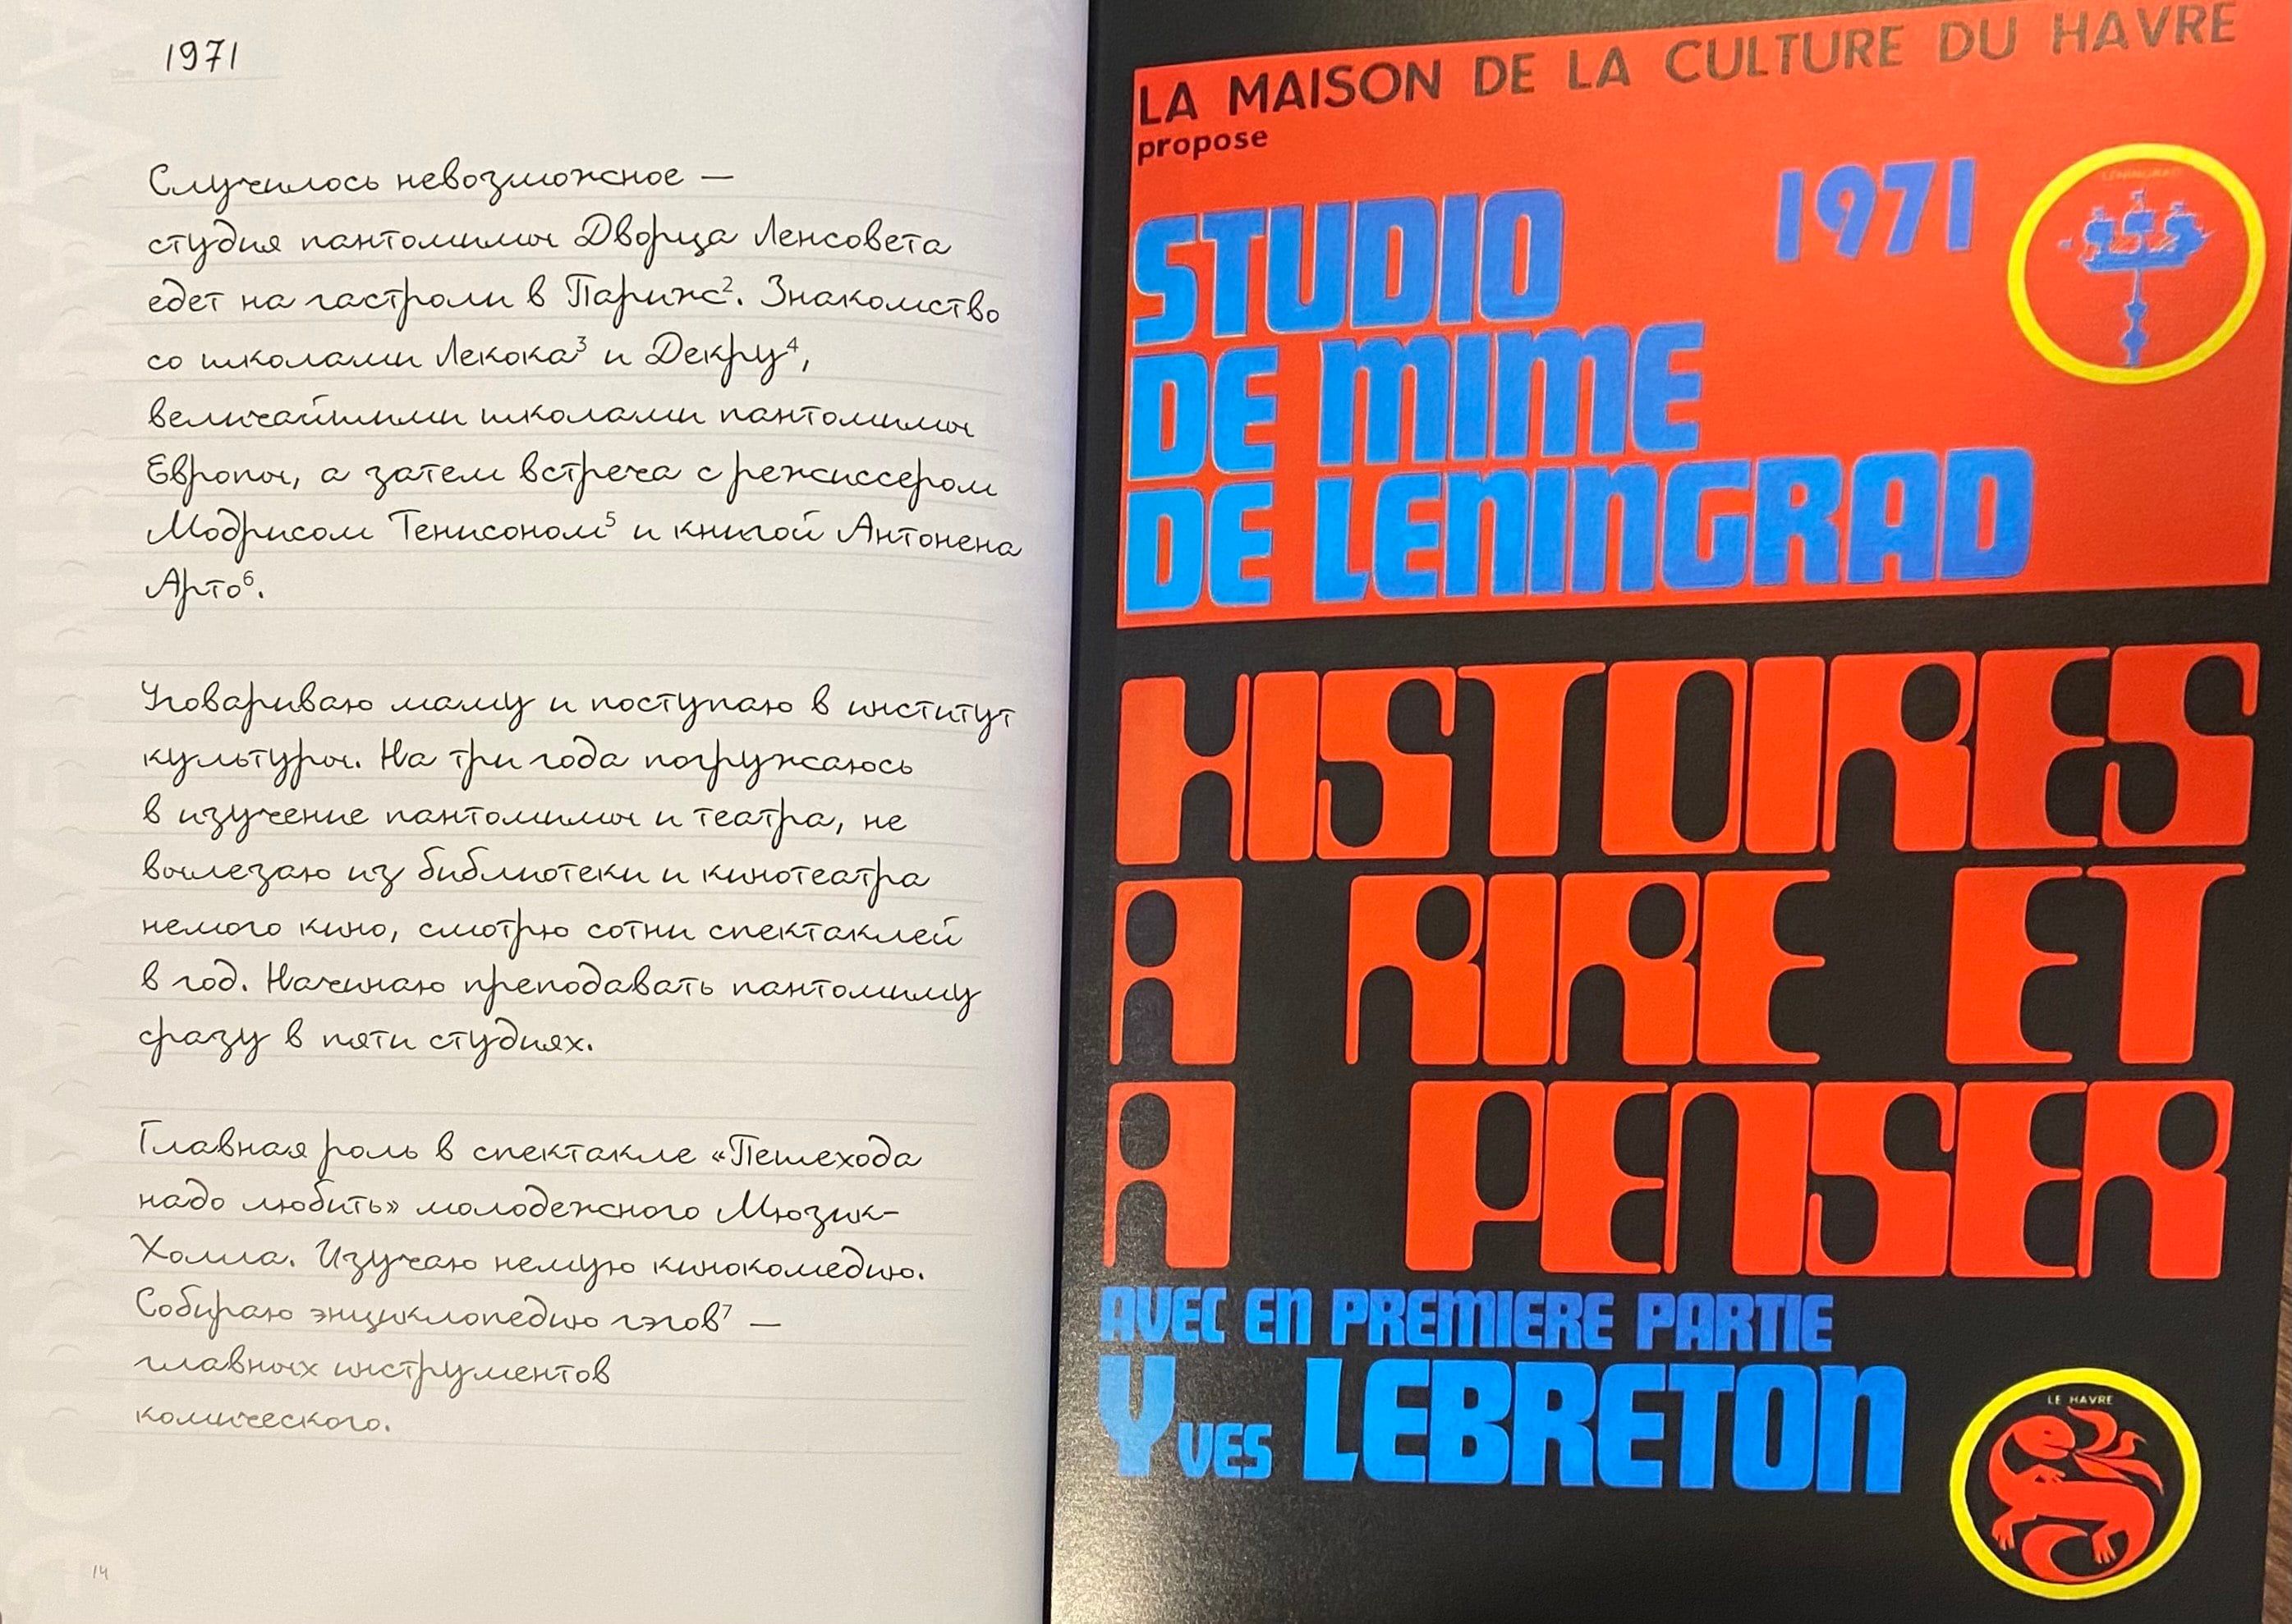 1971
Случилось невозможное —
студия пантомимы Дворца Ленсовета
едет на гастроли в Париж². Знакомство
со школами Лекока³ и Декру⁴,
величайшими школами пантомимы
Европы, а затем встреча с режиссером
Модрисом Тенисоном⁵ и книгой Антонена
Арто⁶.
Уговариваю маму и поступаю в институт
культуры. На три года погружаюсь
в изучение пантомимы и театра, не
вылезаю из библиотеки и кинотеатра
немого кино, смотрю сотни спектаклей
в год. Начинаю преподавать пантомиму
сразу в пяти студиях.
Главная роль в спектакле «Пешехода
надо любить» молодежного Мюзик-
Холла. Изучаю немую кинокомедию.
Собираю энциклопедию гэгов⁷ —
главных инструментов
комического.
14
LA MAISON DE LA CULTURE DU HAVRE
propose
1971
LENINGRAD
STUDIO
DE MIME
DE LENINGRAD
HISTOIRES
A RIRE ET
A PENSER
AVEC EN PREMIERE PARTIE
YVES LEBRETON
LE HAVRE